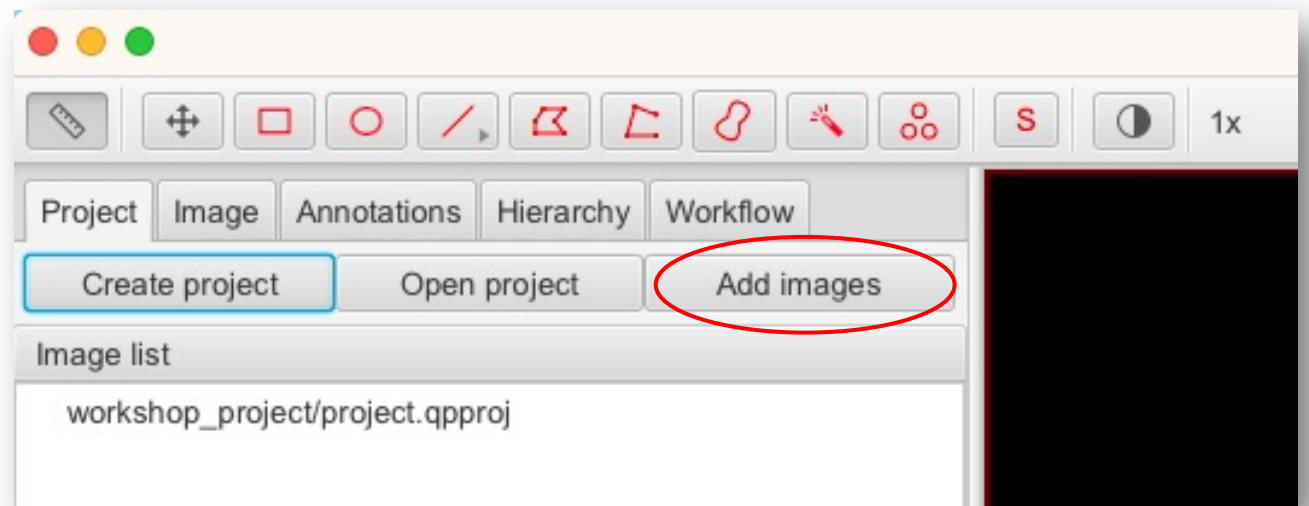 S 1x
Project Image Annotations Hierarchy Workflow
Create project Open project Add images
Image list
workshop_project/project.qpproj